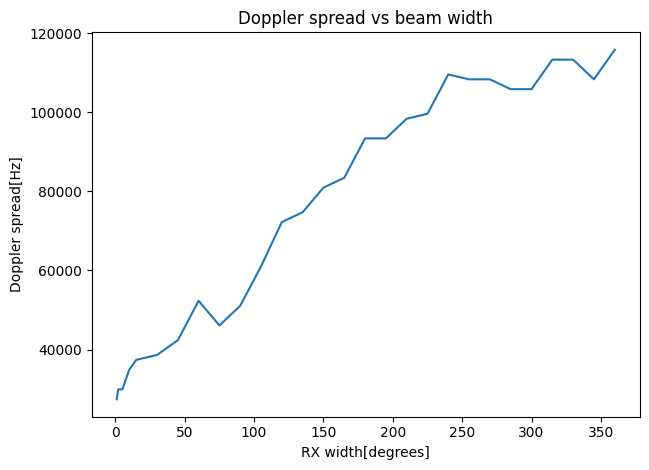 Doppler spread vs beam width
120000
100000
80000
60000
40000
Doppler spread[Hz]
0 50 100 150 200 250 300 350
RX width[degrees]